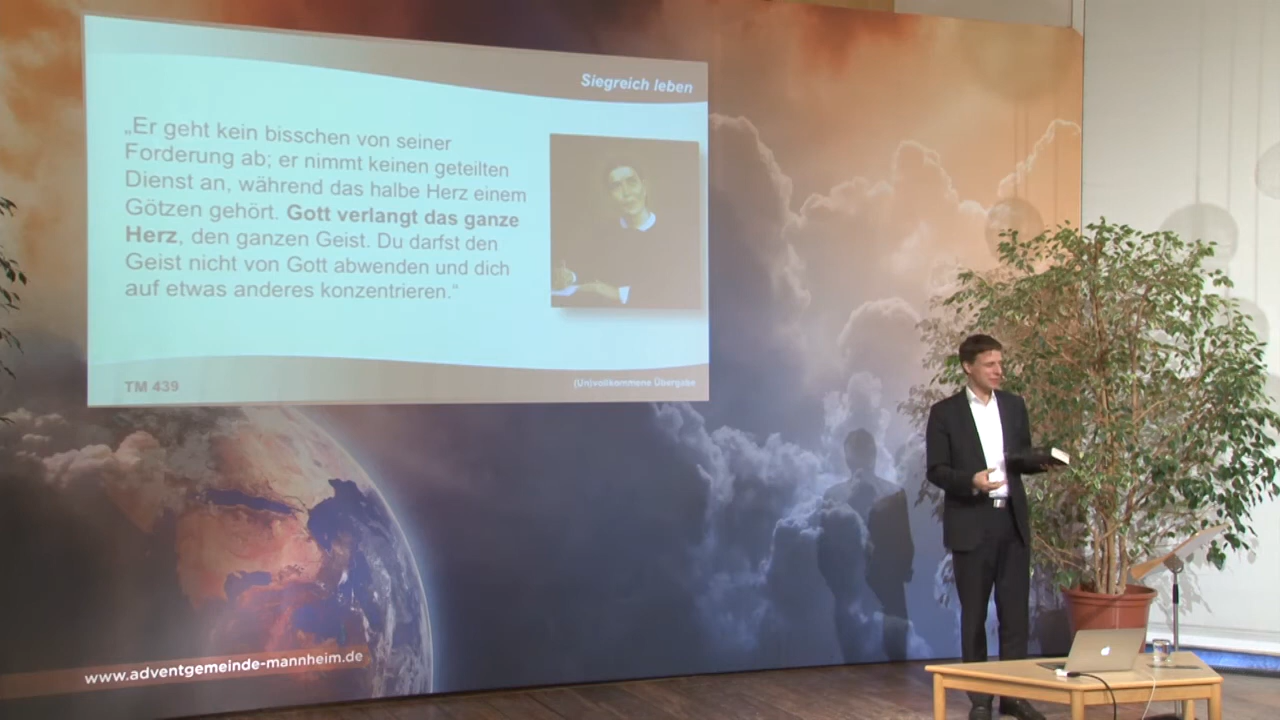 Siegreich leben
„Er geht kein bisschen von seiner
Forderung ab; er nimmt keinen geteilten
Dienst an, während das halbe Herz einem
Götzen gehört. Gott verlangt das ganze
Herz, den ganzen Geist. Du darfst den
Geist nicht von Gott abwenden und dich
auf etwas anderes konzentrieren.“
TM 439
(Un)vollkommene Übergabe
www.adventgemeinde-mannheim.de